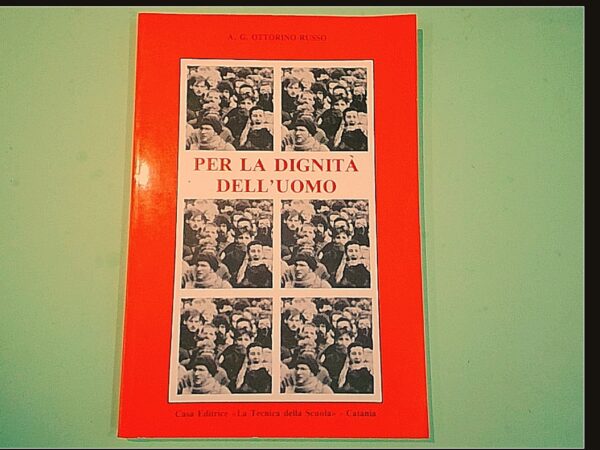 A. G. OTTORINO RUSSO
PER LA DIGNITÀ
DELL'UOMO
Casa Editrice «La Tecnica della Scuola» - Catania